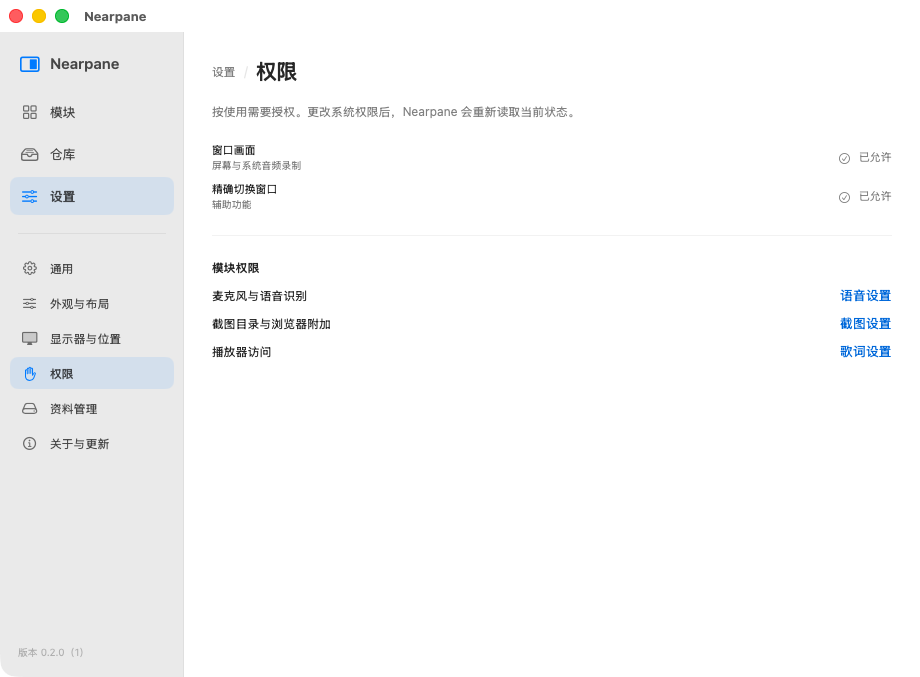 Nearpane
Nearpane
模块
仓库
设置
通用
外观与布局
显示器与位置
权限
资料管理
关于与更新
版本 0.2.0（1）
设置 / 权限
按使用需要授权。更改系统权限后，Nearpane 会重新读取当前状态。
窗口画面
屏幕与系统音频录制
已允许
精确切换窗口
辅助功能
已允许
模块权限
麦克风与语音识别 语音设置
截图目录与浏览器附加 截图设置
播放器访问 歌词设置